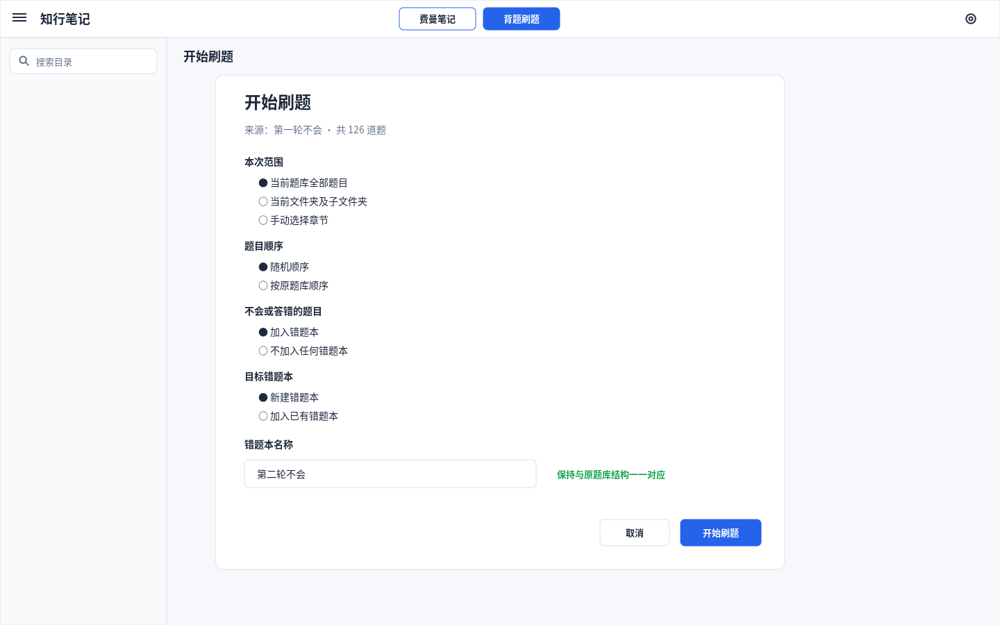 知行笔记
费曼笔记
背题刷题
搜索目录
开始刷题
开始刷题
来源：第一轮不会 · 共 126 道题
本次范围
● 当前题库全部题目
○ 当前文件夹及子文件夹
○ 手动选择章节
题目顺序
● 随机顺序
○ 按原题库顺序
不会或答错的题目
● 加入错题本
○ 不加入任何错题本
目标错题本
● 新建错题本
○ 加入已有错题本
错题本名称
第二轮不会
保持与原题库结构一一对应
取消
开始刷题